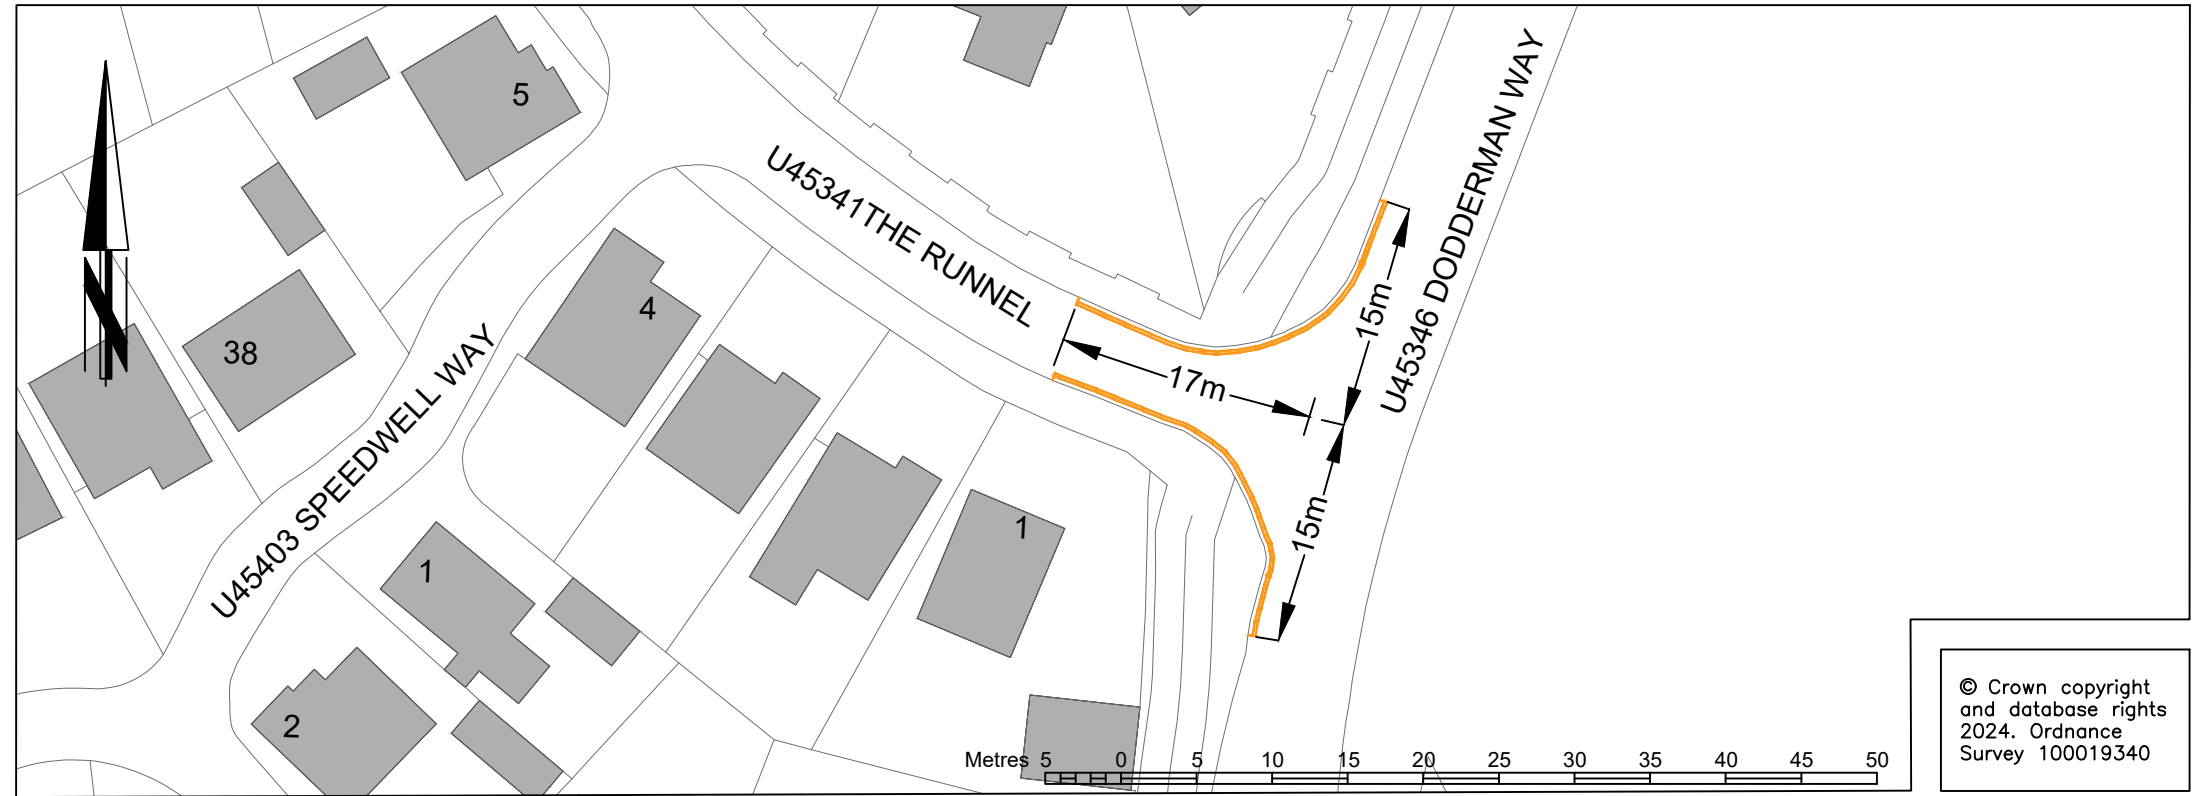 5
U45346 DODDERMAN WAY
U45341THE RUNNEL
4
38
15m
17m
U45403 SPEEDWELL WAY
15m
1
1
2
N
Metres 5 0 5 10 15 20 25 30 35 40 45 50
© Crown copyright
and database rights
2024. Ordnance
Survey 100019340